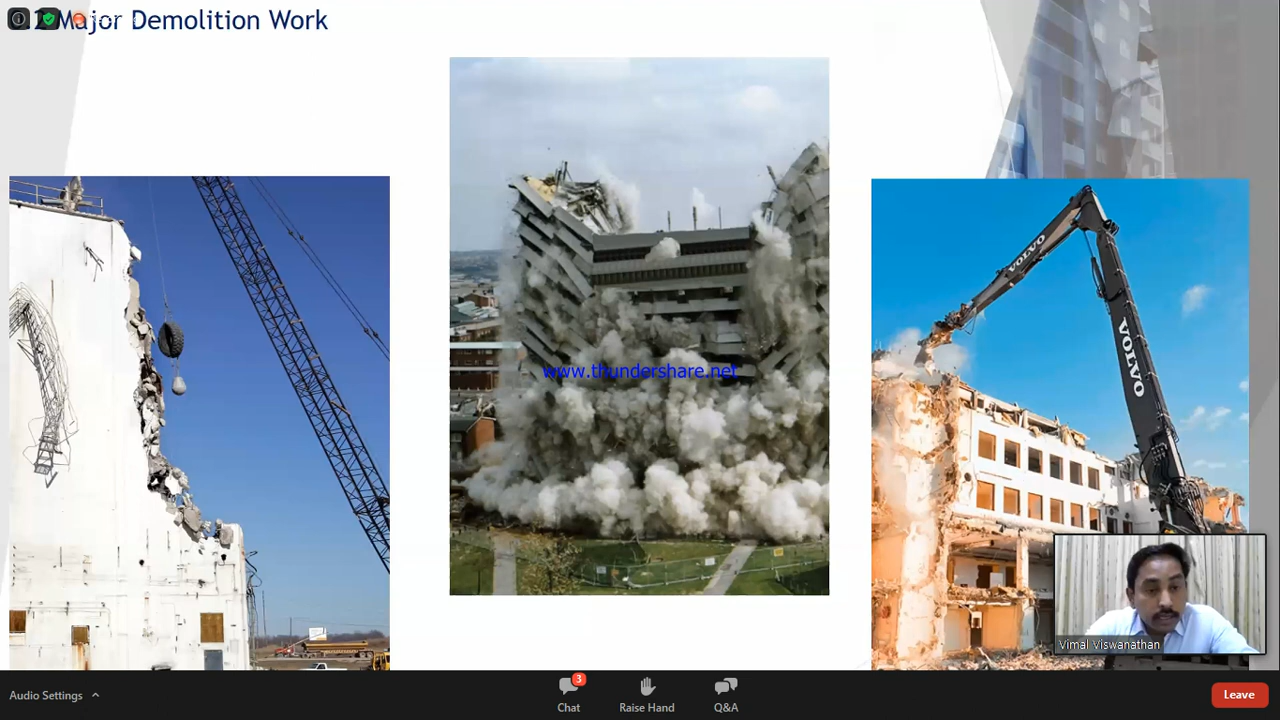 Major Demolition Work
VOLVO
VOLVO
www.thundershare.net
Vimal Viswanathan
Audio Settings
3
Chat
Raise Hand
Q&A
Leave